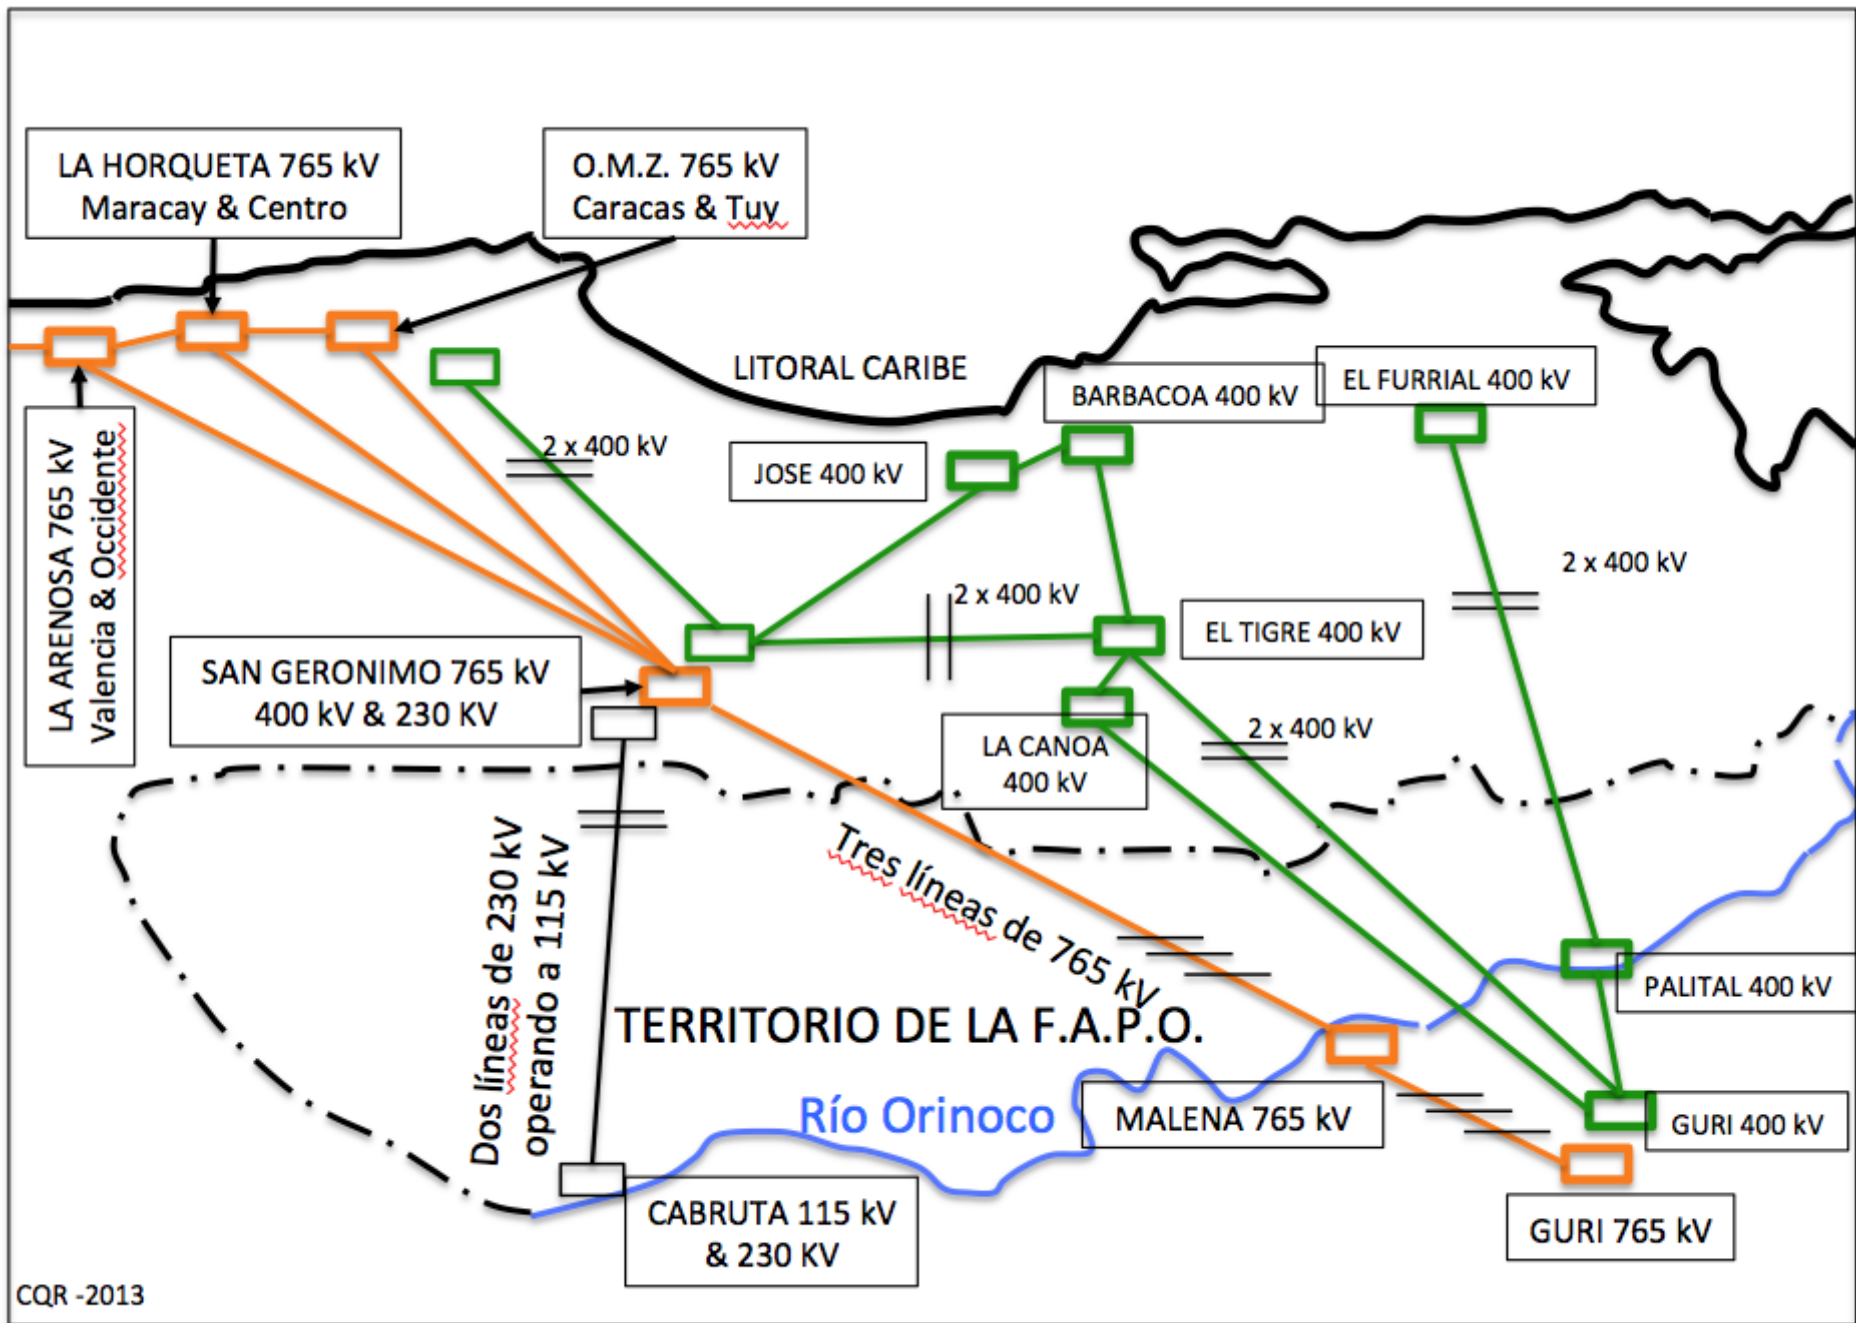 LA HORQUETA 765 kV
Maracay & Centro
O.M.Z. 765 kV
Caracas & Tuy
LITORAL CARIBE
BARBACOA 400 kV
EL FURRIAL 400 kV
2 x 400 kV
JOSE 400 kV
LA ARENOSA 765 kV
Valencia & Occidente
2 x 400 kV
2 x 400 kV
EL TIGRE 400 kV
SAN GERONIMO 765 kV
400 kV & 230 KV
2 x 400 kV
LA CANOA
400 kV
Tres líneas de 765 kV
Dos líneas de 230 kV
operando a 115 kV
PALITAL 400 kV
TERRITORIO DE LA F.A.P.O.
Río Orinoco
MALENA 765 kV
GURI 400 kV
CABRUTA 115 kV
& 230 KV
GURI 765 kV
CQR -2013